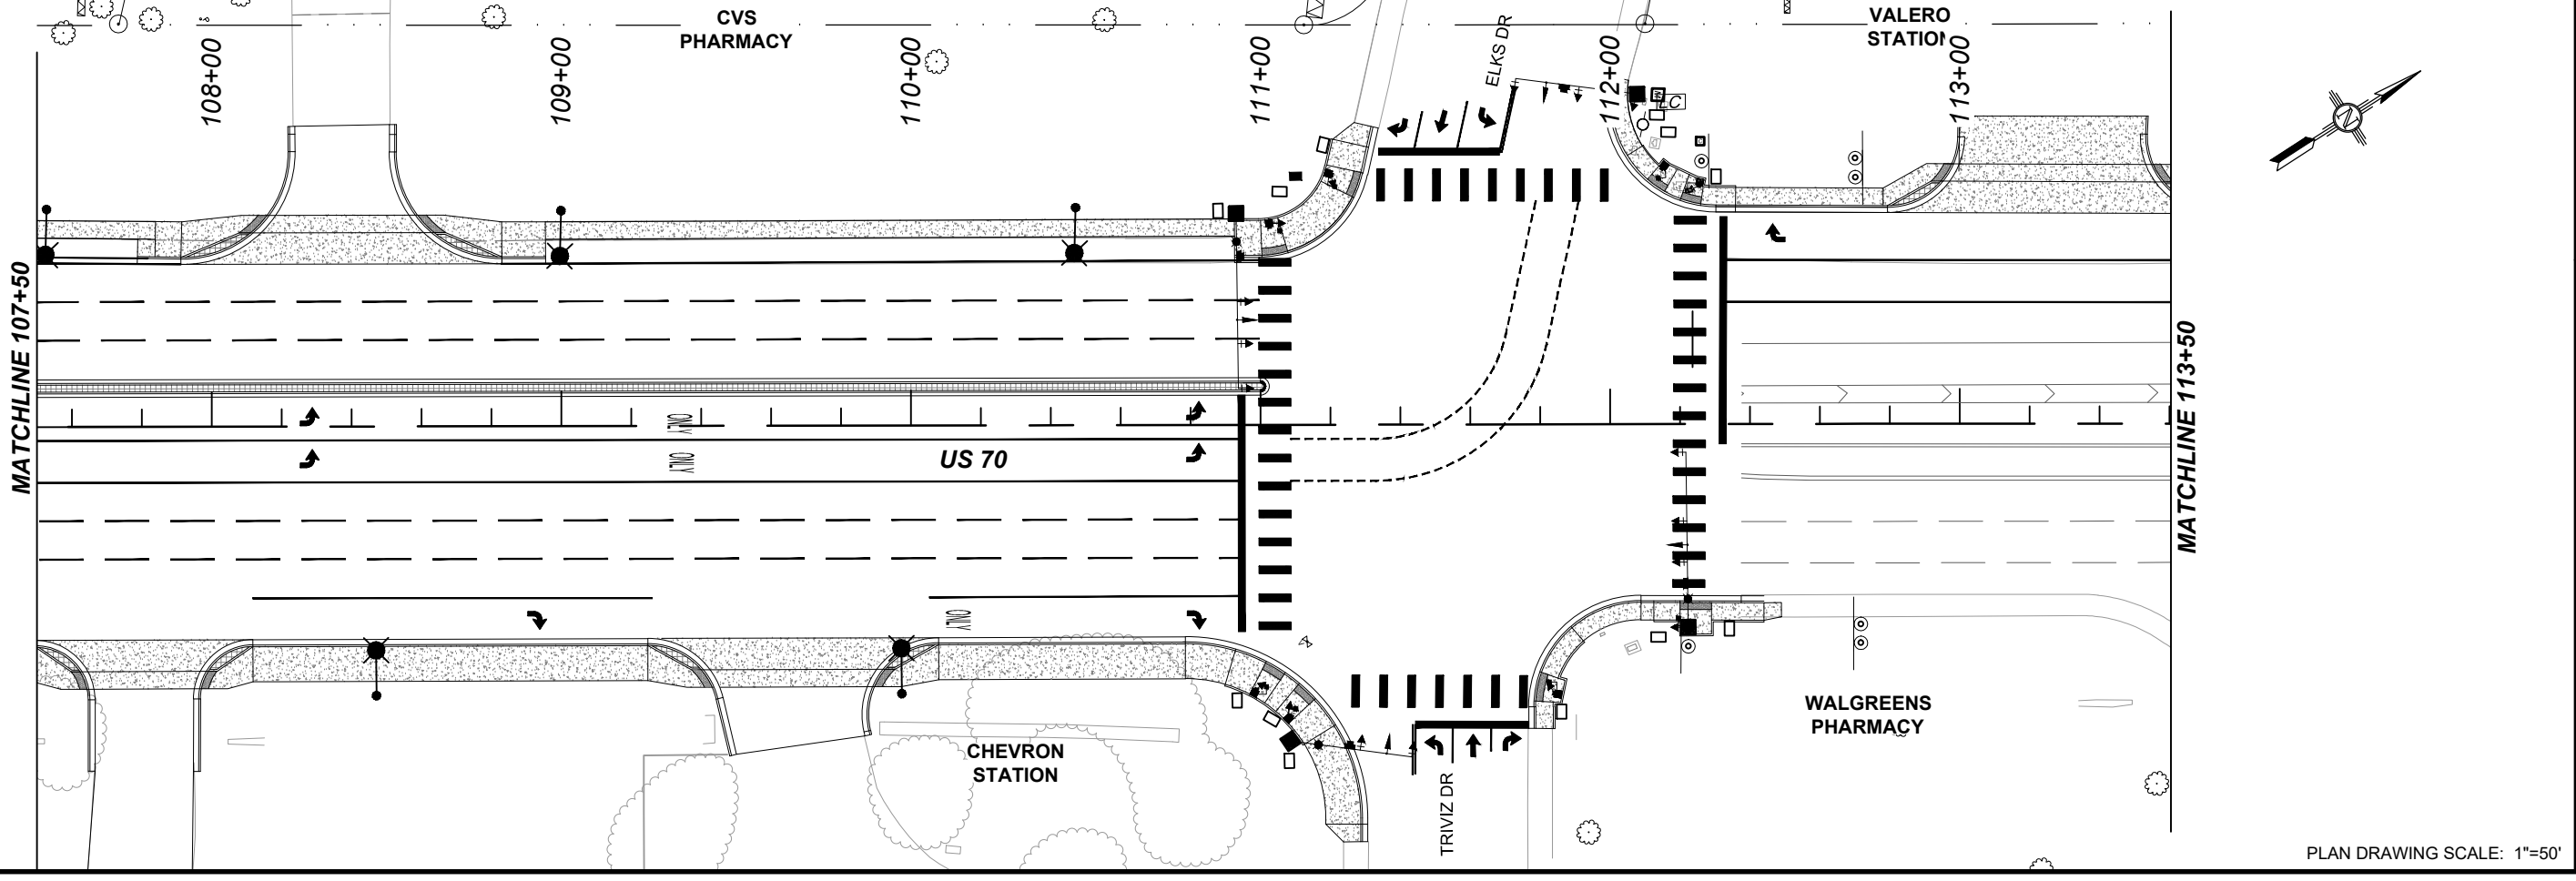 CVS
PHARMACY
VALERO
STATION
108+00
109+00
110+00
111+00
ELKS DR
112+00
113+00
LC
N
MATCHLINE 107+50
MATCHLINE 113+50
ONLY
ONLY
US 70
ONLY
CHEVRON
STATION
TRIVIZ DR
WALGREENS
PHARMACY
PLAN DRAWING SCALE: 1"=50'